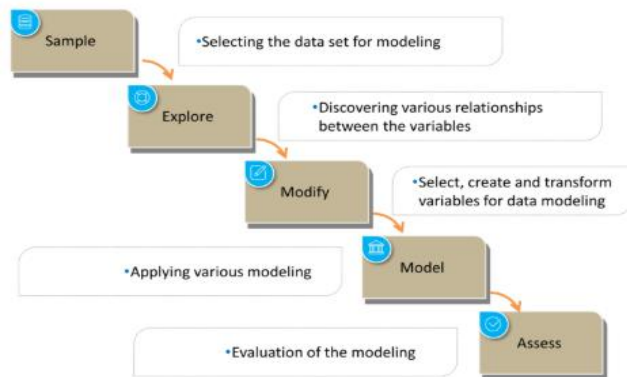 Sample
•Selecting the data set for modeling
Explore
•Discovering various relationships
between the variables
Modify
•Select, create and transform
variables for data modeling
Model
•Applying various modeling
Assess
•Evaluation of the modeling